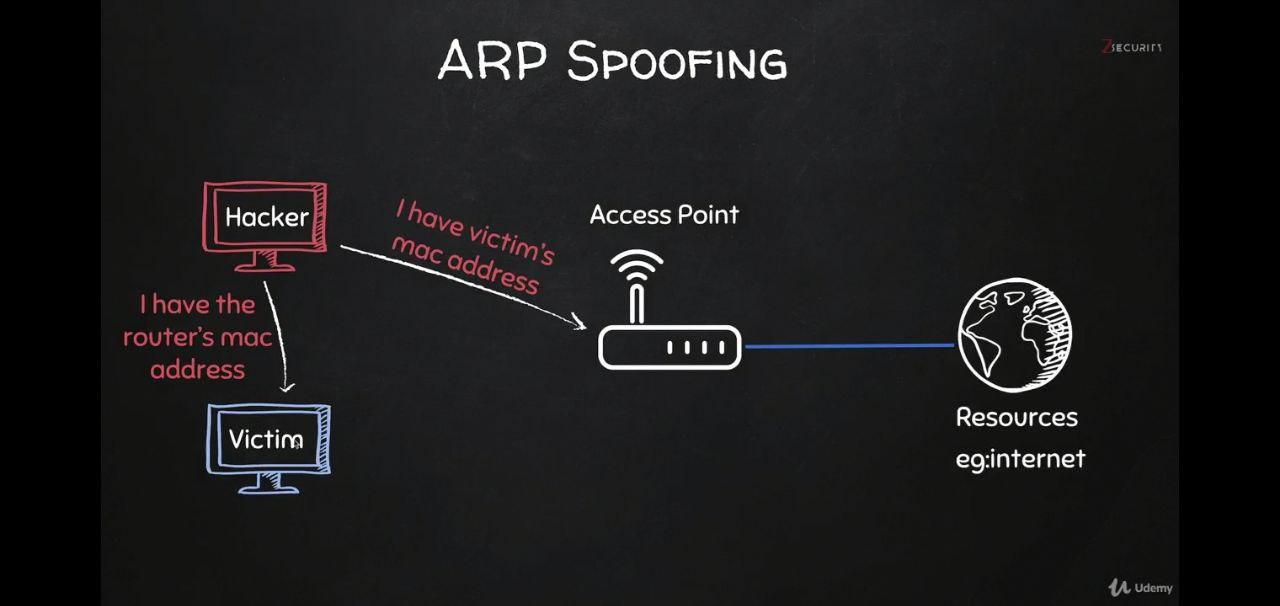 ARP SPOOFING
ZSECURITY
Hacker
I have victim's
mac address
Access Point
I have the
router's mac
address
Victim
Resources
eg:internet
Udemy